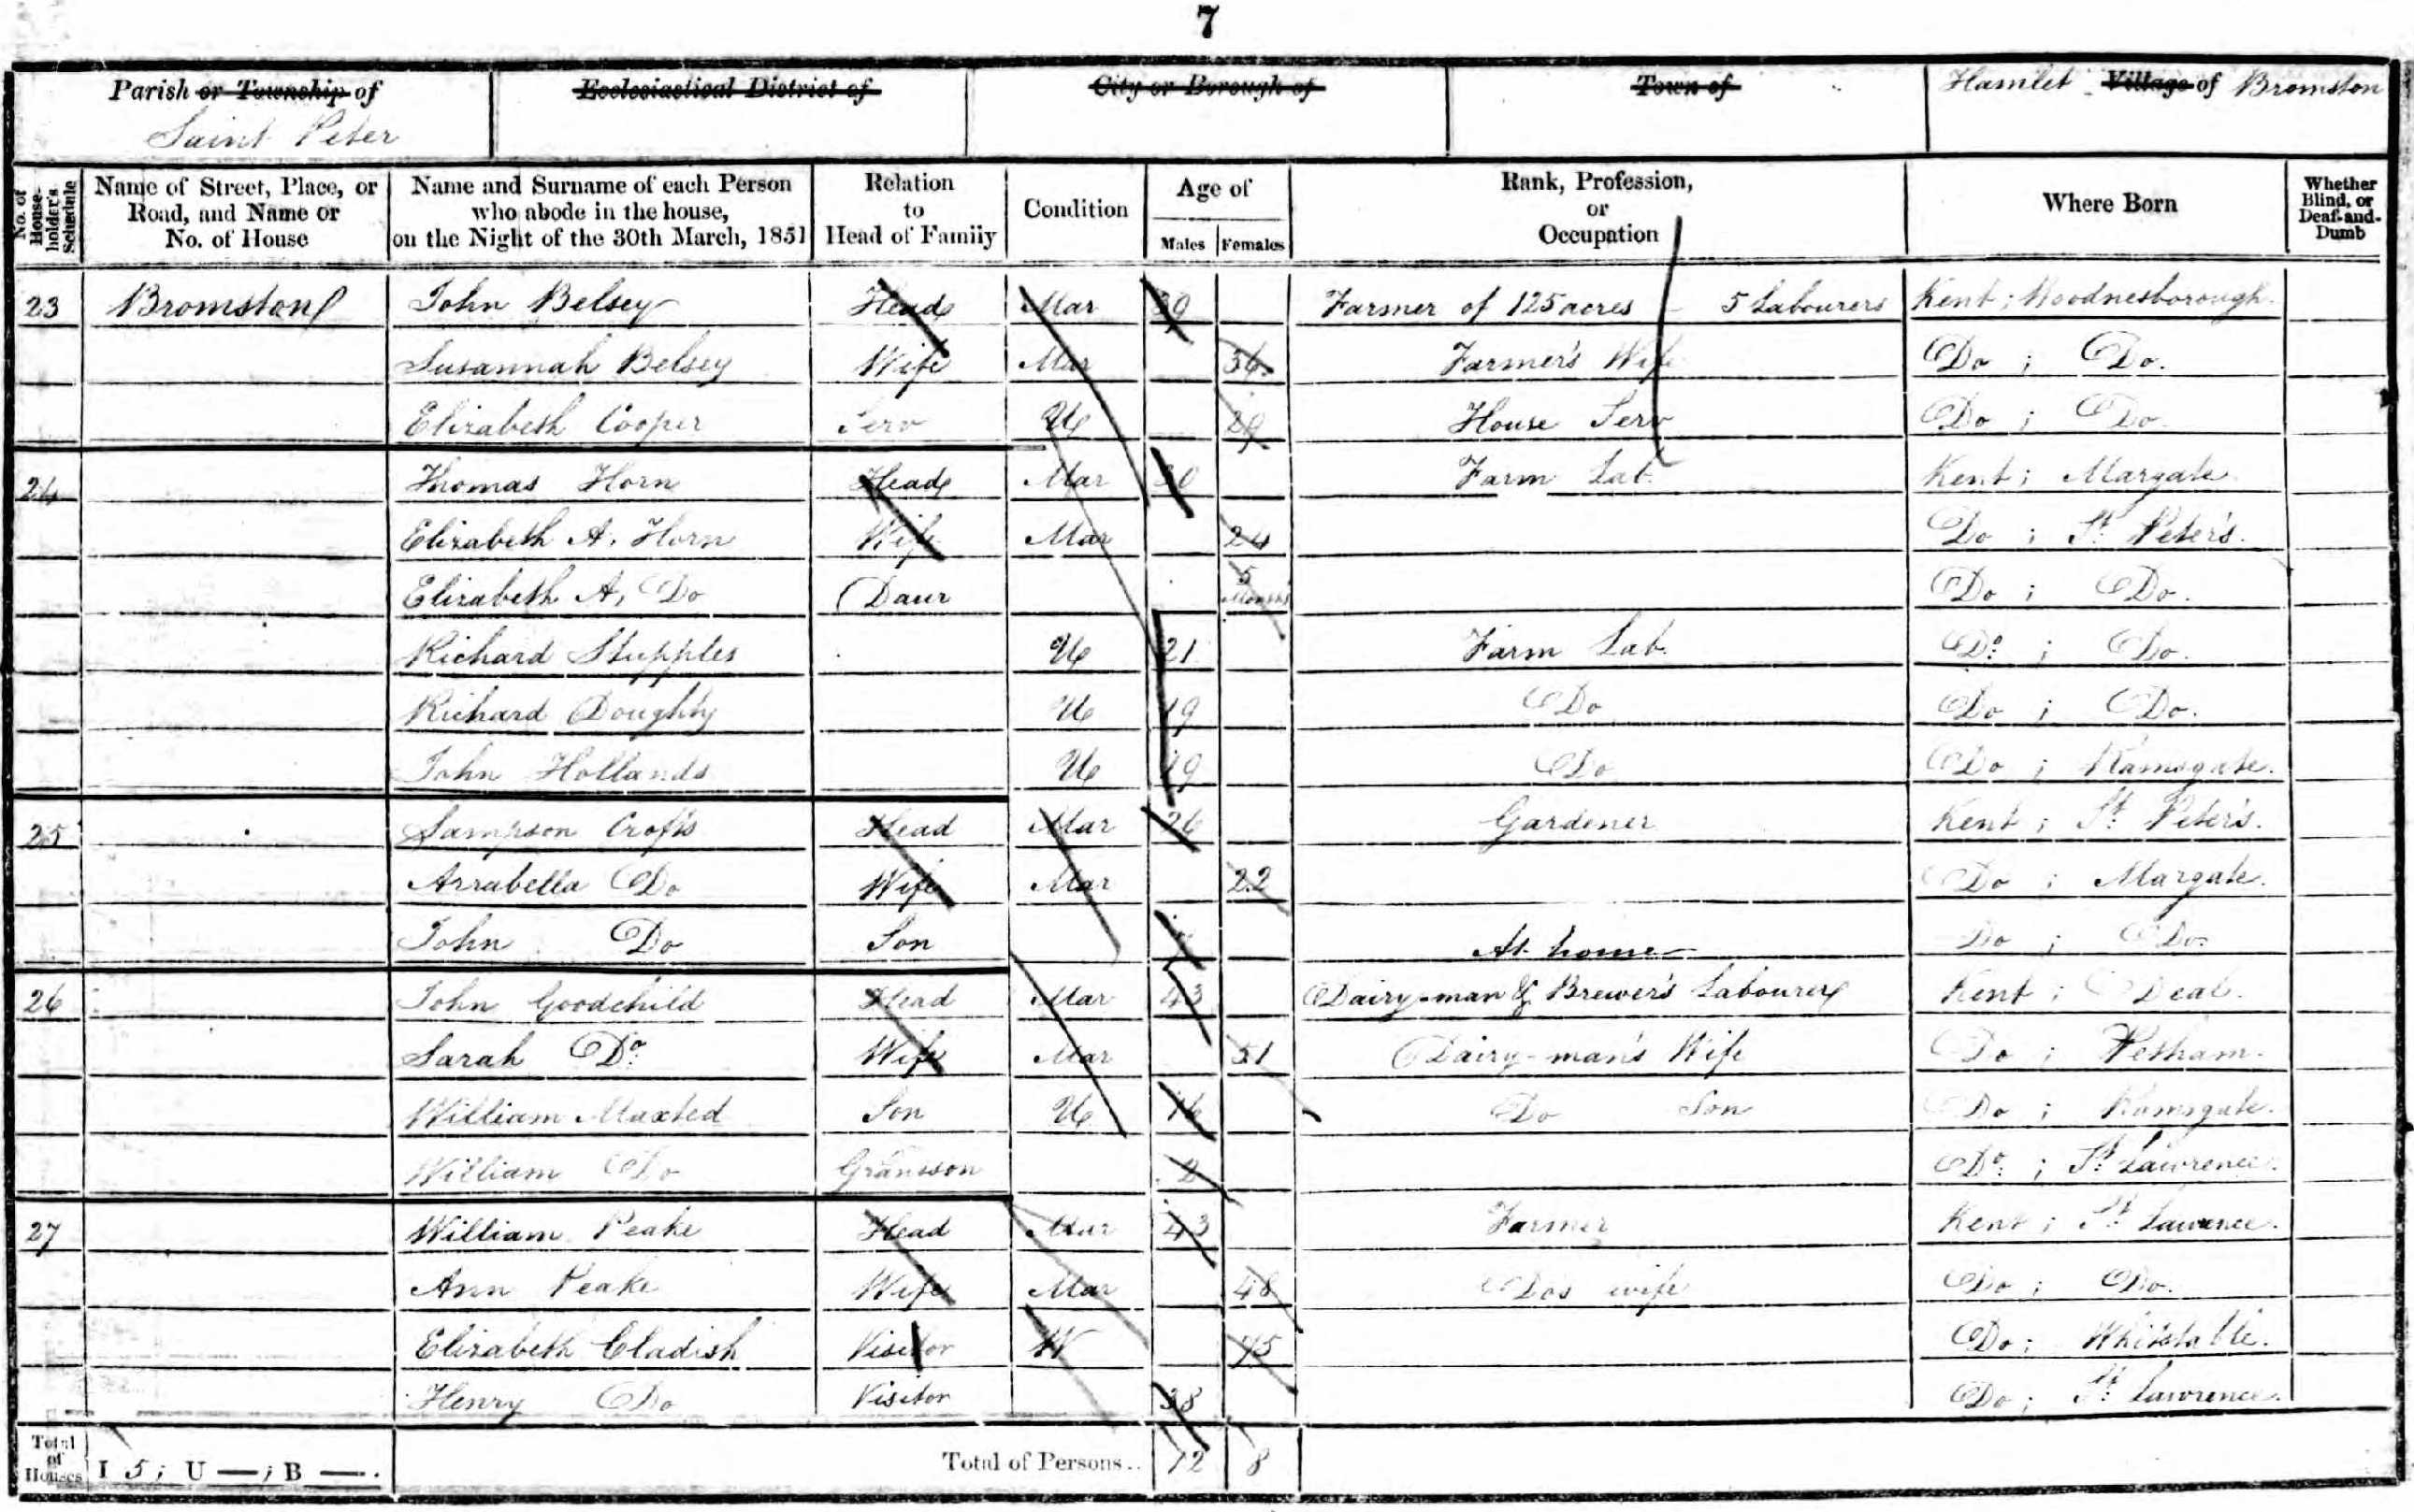 7
Parish or Township of Saint Peter | Ecclesiastical District of | City or Borough of | Town of | Hamlet Village of Bromston
No. of House-holder's Schedule | Name of Street, Place, or Road, and Name or No. of House | Name and Surname of each Person who abode in the house, on the Night of the 30th March, 1851 | Relation to Head of Family | Condition | Age of Males | Females | Rank, Profession, or Occupation | Where Born | Whether Blind, or Deaf-and-Dumb
23 Bromstone John Belsey Head Mar 39 Farmer of 125 acres - 5 Labourers Kent ; Woodnesborough.
Susannah Belsey Wife Mar Farmer's Wife Do ; Do.
Elizabeth Cooper Serv U House Serv Do ; Do
24 Thomas Horn Head Mar 30 Farm Lab. Kent ; Margate
Elizabeth A. Horn Wife Mar 24 Do ; St. Peter's.
Elizabeth A. Do Daur 5 Months Do ; Do.
Richard Stupples U 21 Farm Lab. Do ; Do.
Richard Doughty U 19 Do Do ; Do.
John Hollands U 19 Do Do ; Ramsgate.
25 Sampson Crofts Head Mar 26 Gardener Kent ; St. Peter's.
Arrabella Do Wife Mar 22 Do ; Margate.
John Do Son At home Do ; Do.
26 John Goodchild Head Mar 43 Dairy-man & Brewer's Labourer Kent ; Deal.
Sarah Do. Wife Mar 51 Dairy-man's Wife Do ; Petham.
William Maxted Son U 16 Do Son Do ; Ramsgate.
William Do Gransson 2 Do. ; St. Lawrence.
27 William Peake Head Mar 43 Farmer Kent ; St. Lawrence.
Ann Peake Wife Mar 48 Do's wife Do ; Do.
Elizabeth Cladish Visitor W 75 Do ; Whitstable.
Henry Do Visitor 38 Do ; St. Lawrence.
Total of Houses I 5; U — ; B — . Total of Persons.. 12 8